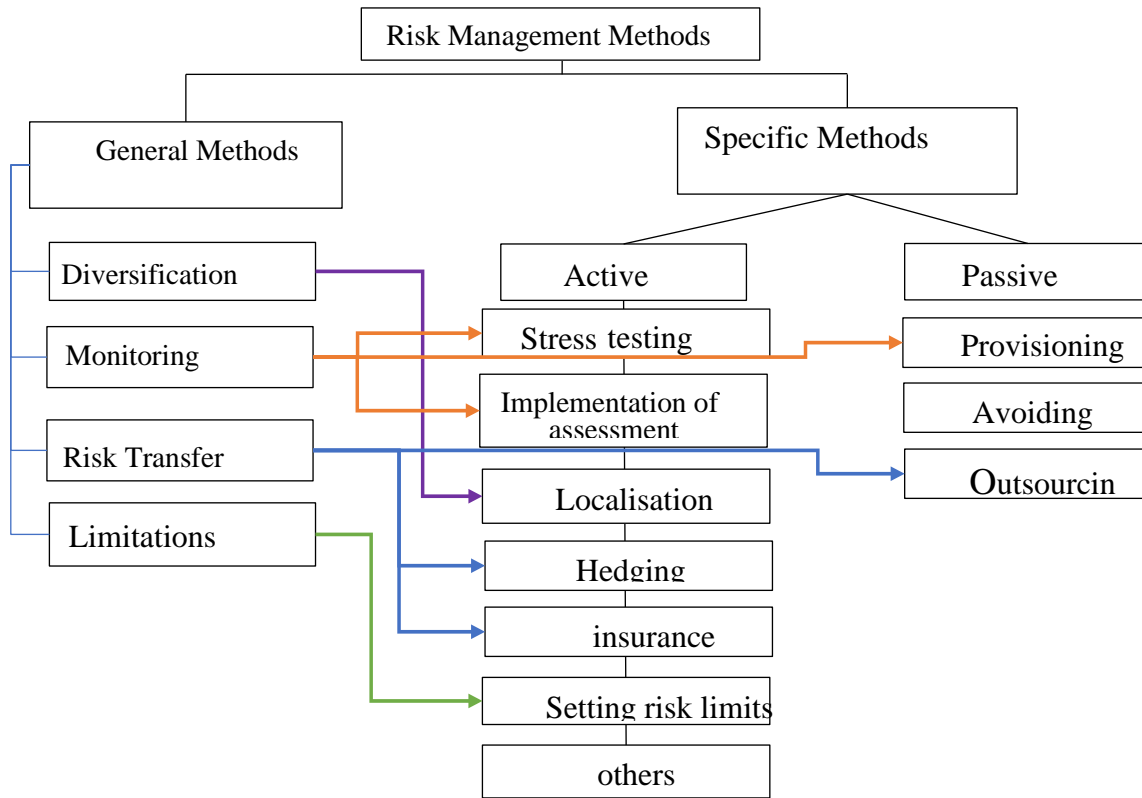 Risk Management Methods
General Methods
Specific Methods
Diversification
Monitoring
Risk Transfer
Limitations
Active
Stress testing
Implementation of
assessment
Localisation
Hedging
insurance
Setting risk limits
others
Passive
Provisioning
Avoiding
Outsourcin